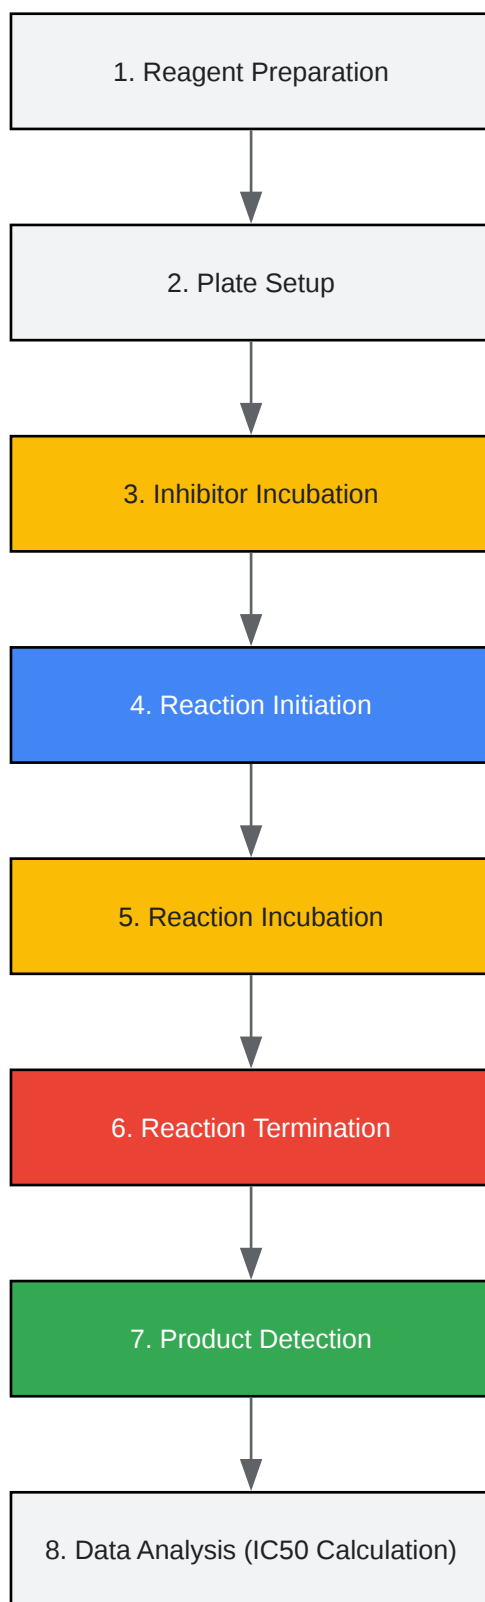 1. Reagent Preparation
2. Plate Setup
3. Inhibitor Incubation
4. Reaction Initiation
5. Reaction Incubation
6. Reaction Termination
7. Product Detection
8. Data Analysis (IC50 Calculation)